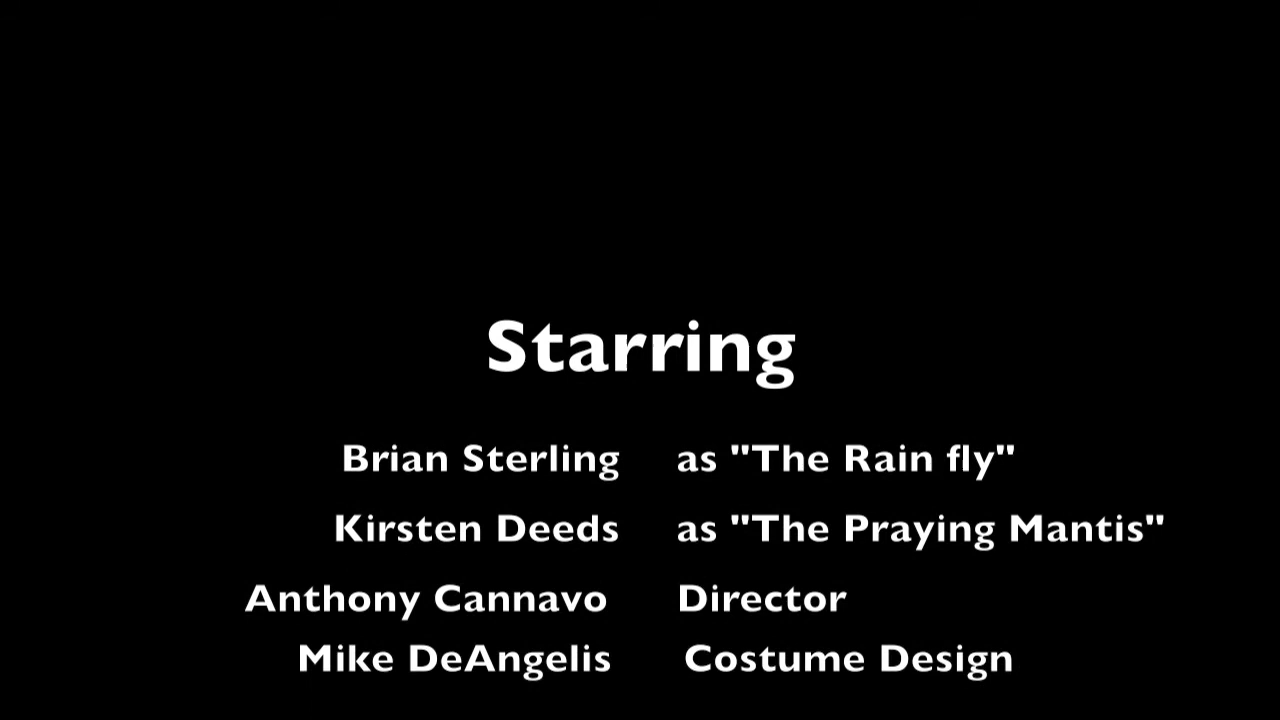 Starring
Brian Sterling as "The Rain fly"
Kirsten Deeds as "The Praying Mantis"
Anthony Cannavo Director
Mike DeAngelis Costume Design